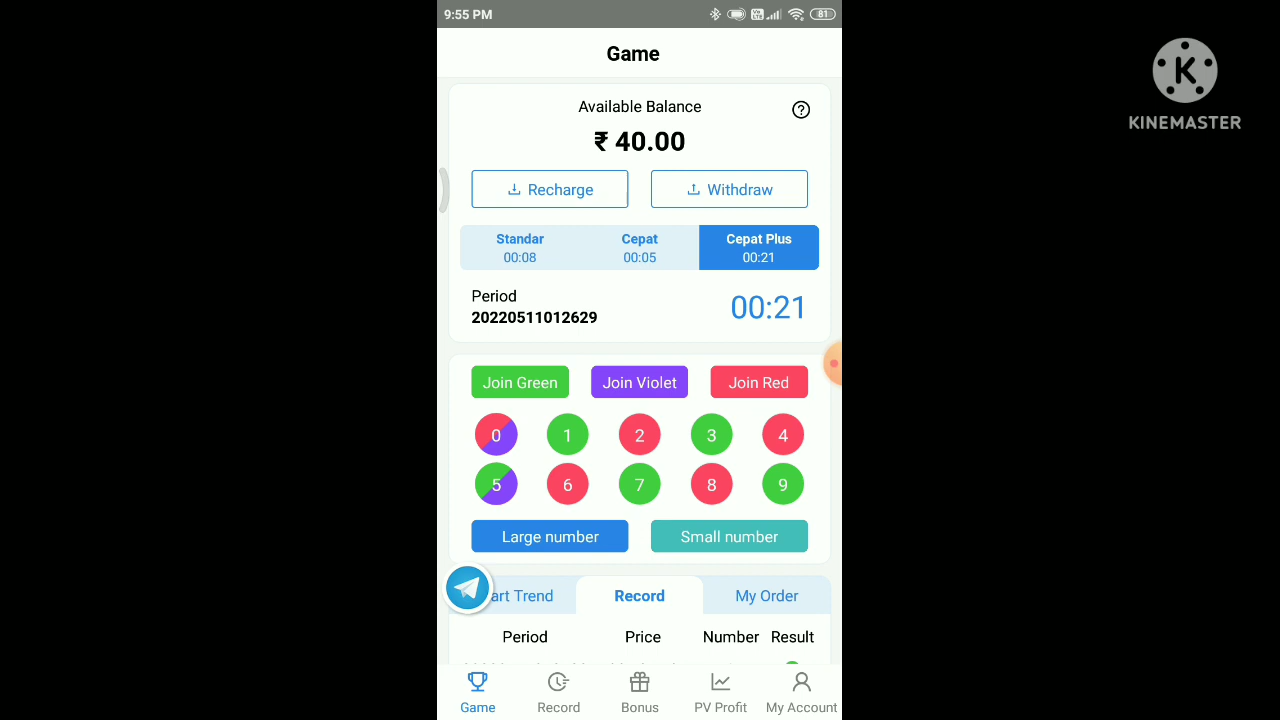 9:55 PM
81
Game
KINEMASTER
Available Balance
₹ 40.00
Recharge
Withdraw
Standar
Cepat
Cepat Plus
00:08
00:05
00:21
Period
20220511012629
00:21
Join Green
Join Violet
Join Red
0 1 2 3 4
5 6 7 8 9
Large number
Small number
art Trend
Record
My Order
Period
Price
Number
Result
Game
Record
Bonus
PV Profit
My Account